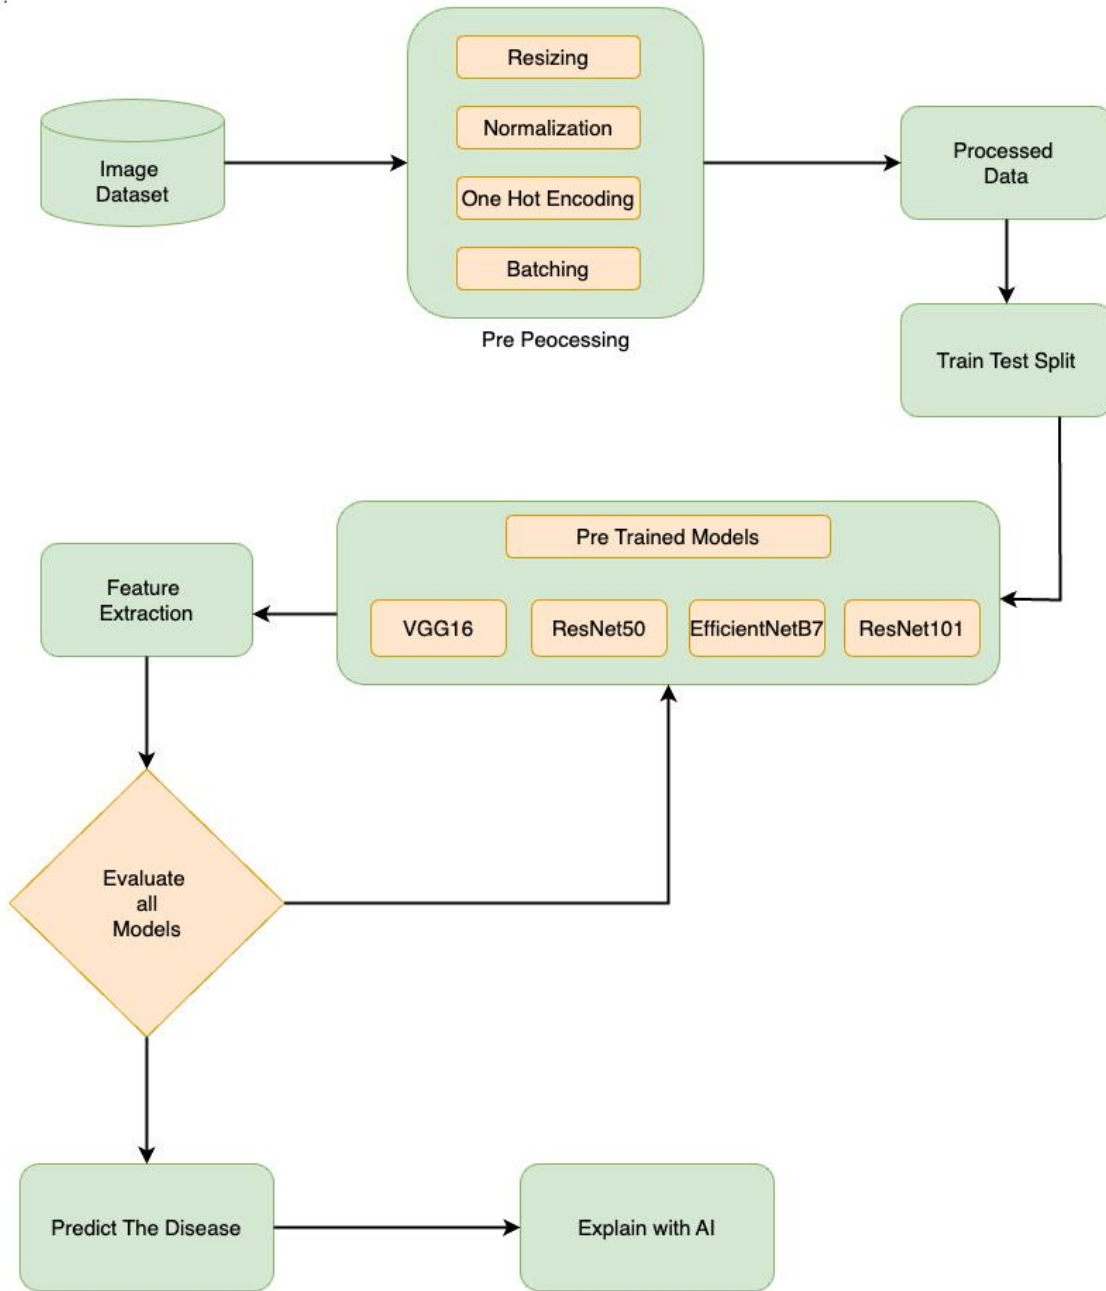 Image
Dataset
Resizing
Normalization
One Hot Encoding
Batching
Pre Peocessing
Processed
Data
Train Test Split
Pre Trained Models
VGG16
ResNet50
EfficientNetB7
ResNet101
Feature
Extraction
Evaluate
all
Models
Predict The Disease
Explain with AI